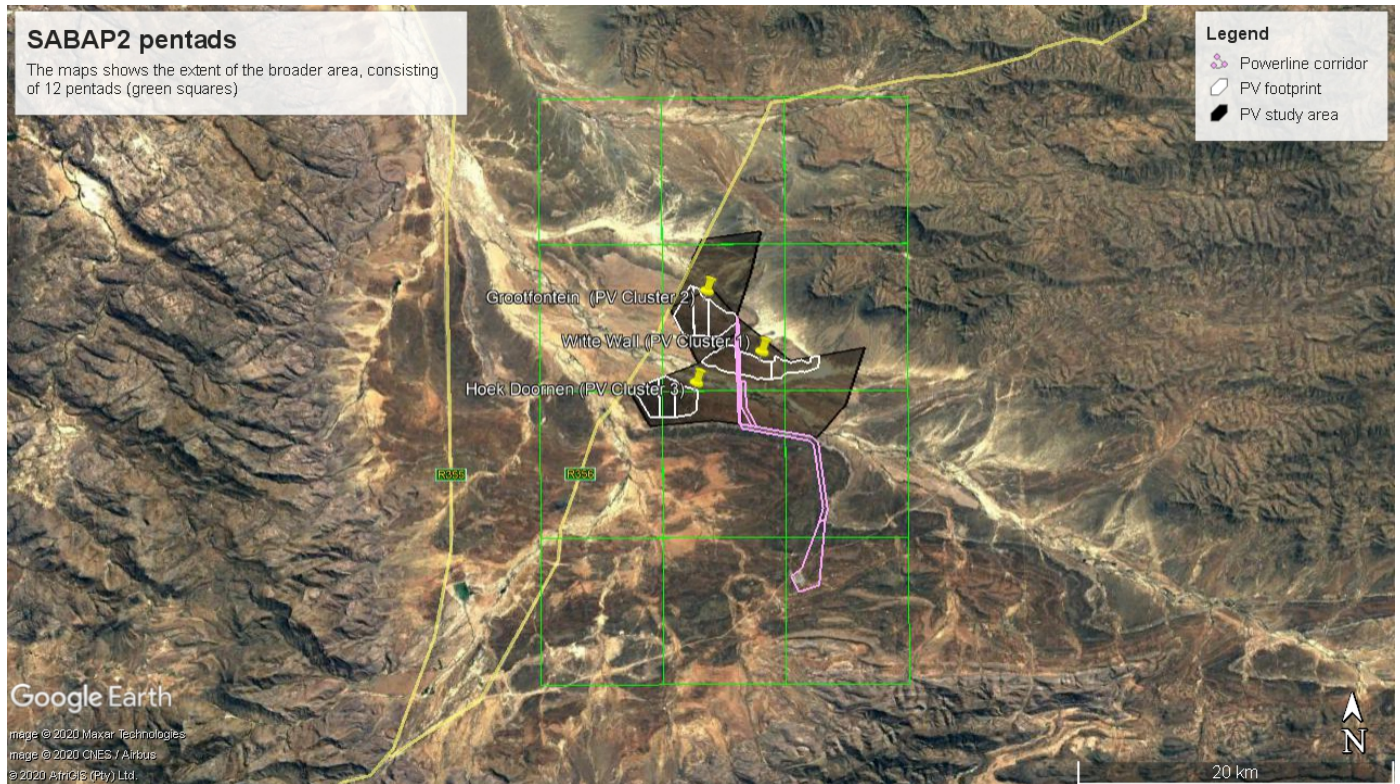 SABAP2 pentads
The maps shows the extent of the broader area, consisting
of 12 pentads (green squares)
Legend
Powerline corridor
PV footprint
PV study area
Grootfontein (PV Cluster 2)
Witte Wall (PV Cluster 1)
Hoek Doornen (PV Cluster 3)
R355
R356
Google Earth
mage © 2020 Maxar Technologies
mage © 2020 CNES / Airbus
© 2020 AfriGIS (Pty) Ltd.
N
20 km